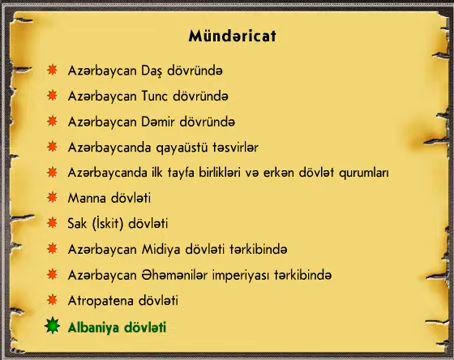 Mündəricat
Azərbaycan Daş dövründə
Azərbaycan Tunc dövründə
Azərbaycan Dəmir dövründə
Azərbaycanda qayaüstü təsvirlər
Azərbaycanda ilk tayfa birlikləri və erkən dövlət qurumları
Manna dövləti
Sak (İskit) dövləti
Azərbaycan Midiya dövləti tərkibində
Azərbaycan Əhəmənilər imperiyası tərkibində
Atropatena dövləti
Albaniya dövləti